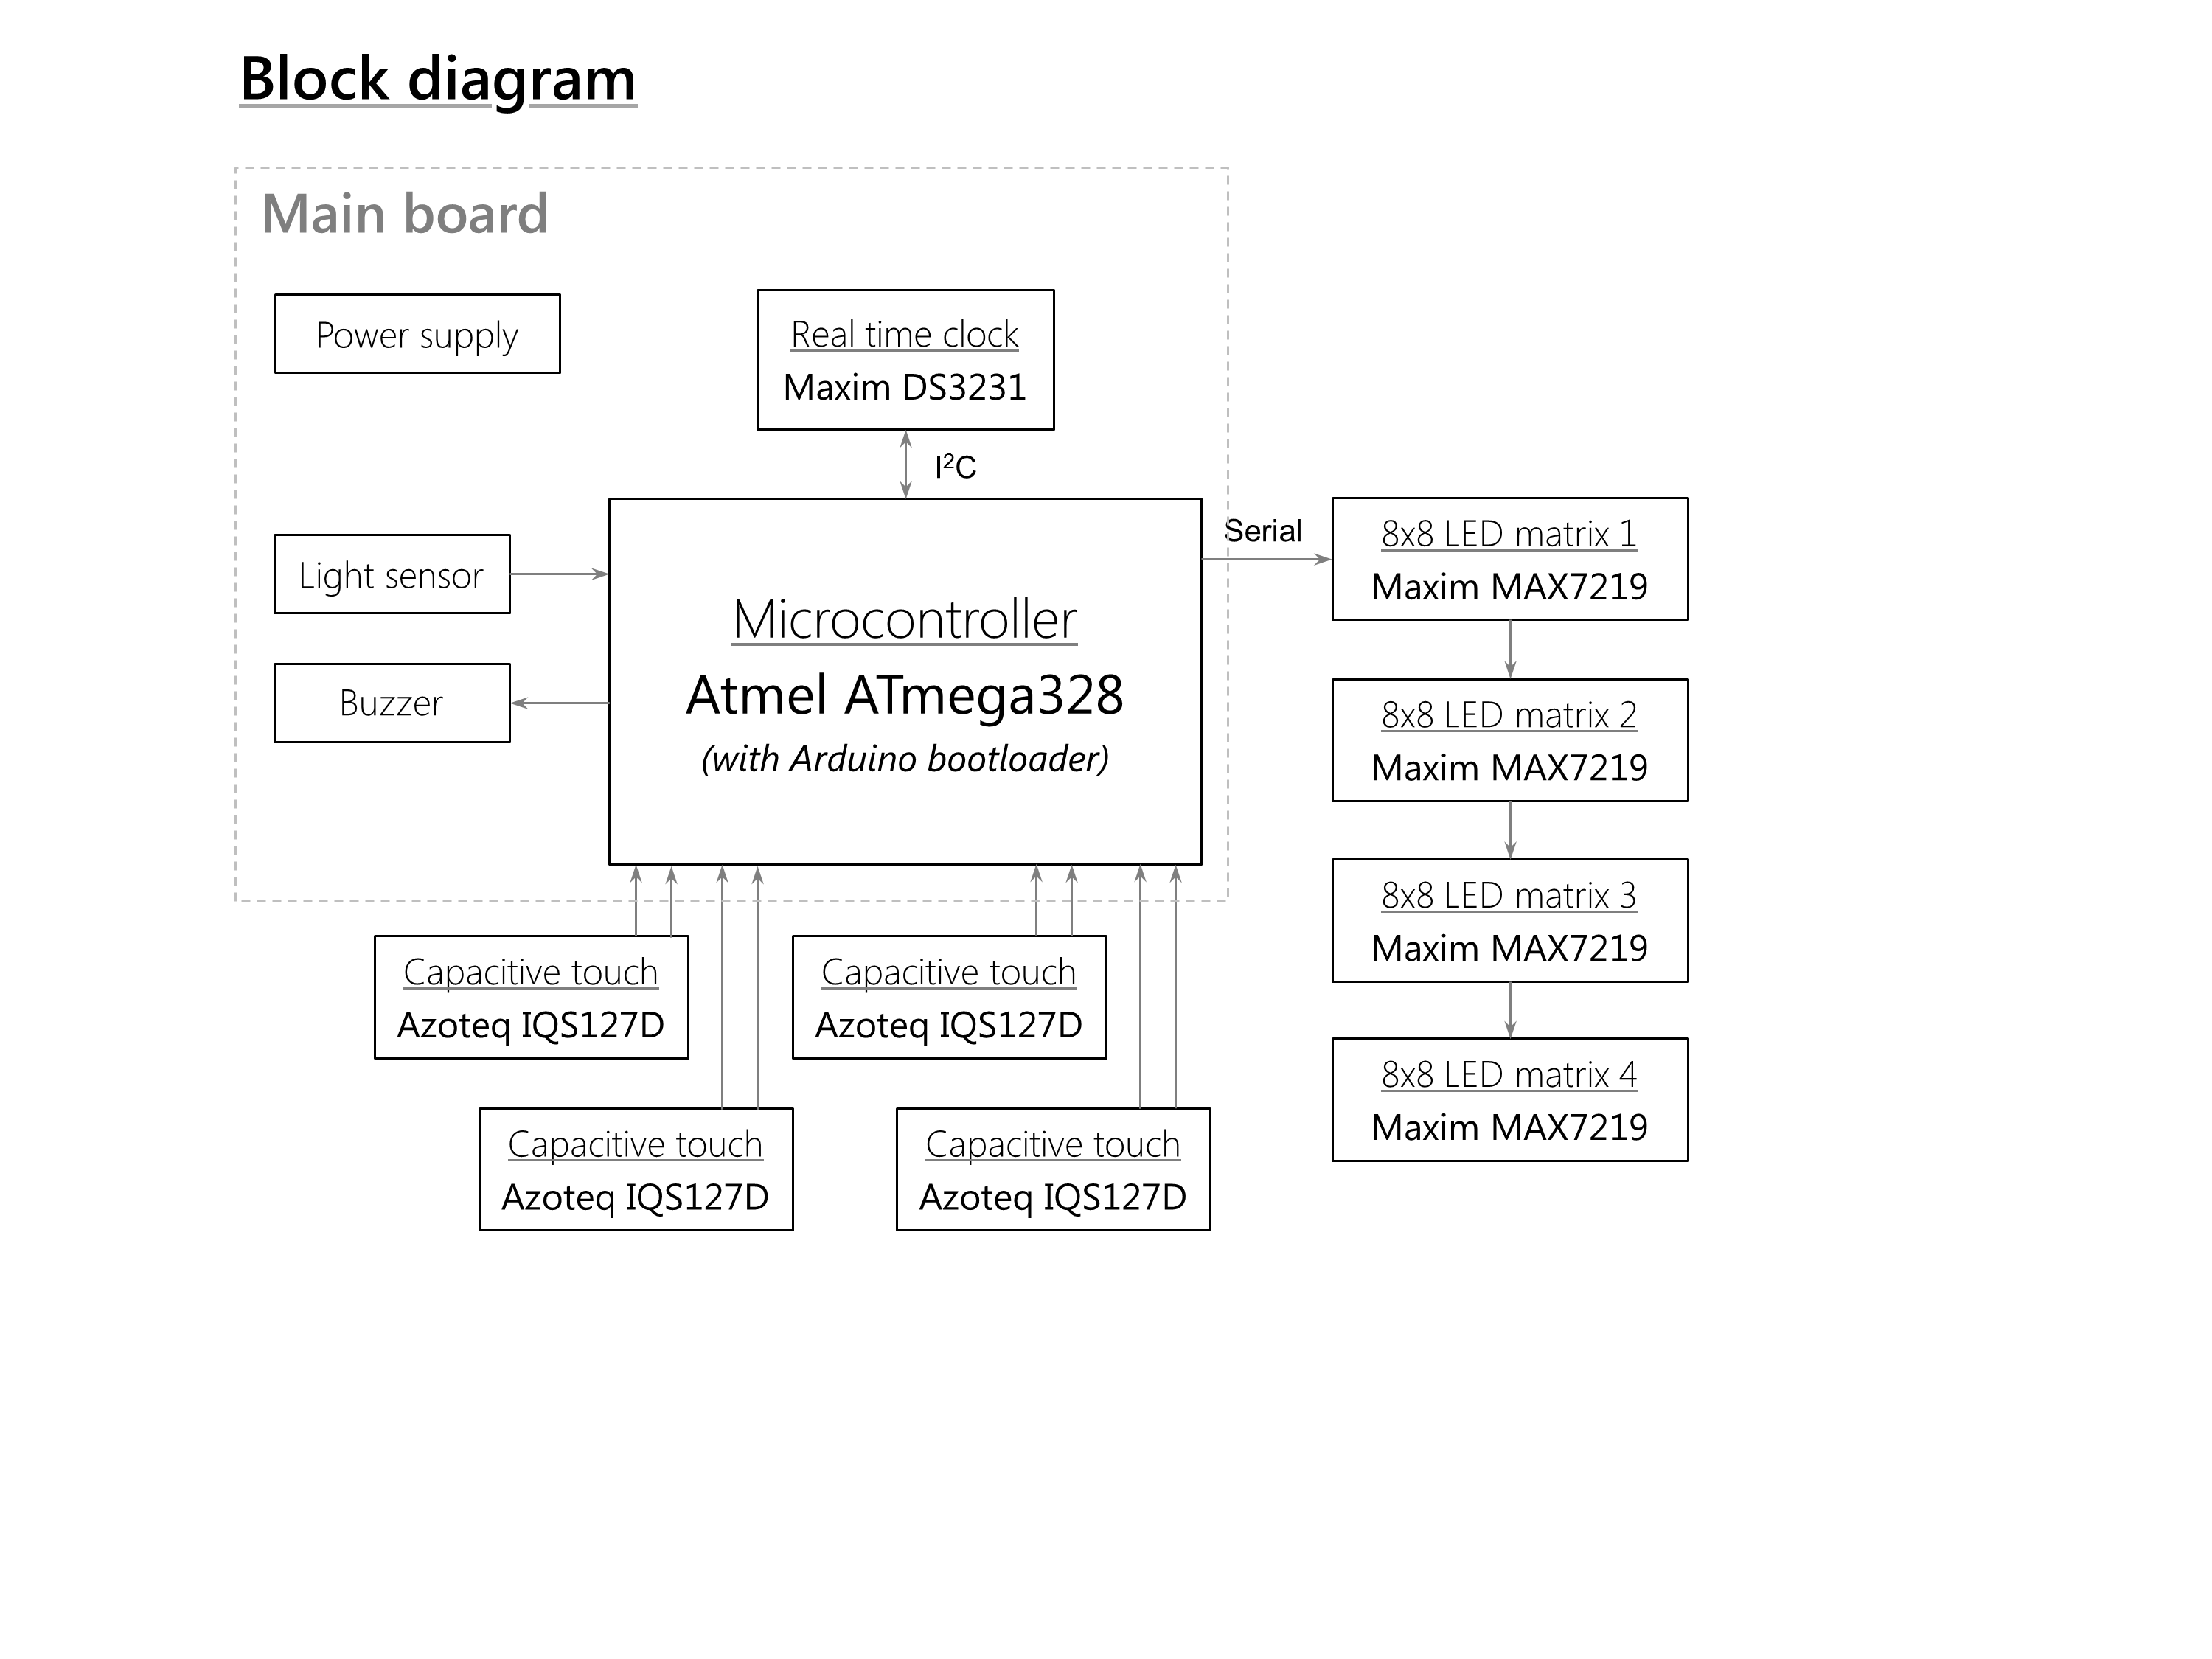 Block diagram
Main board
Power supply
Real time clock
Maxim DS3231
I²C
Light sensor
Buzzer
Microcontroller
Atmel ATmega328
(with Arduino bootloader)
Serial
8x8 LED matrix 1
Maxim MAX7219
8x8 LED matrix 2
Maxim MAX7219
8x8 LED matrix 3
Maxim MAX7219
8x8 LED matrix 4
Maxim MAX7219
Capacitive touch
Azoteq IQS127D
Capacitive touch
Azoteq IQS127D
Capacitive touch
Azoteq IQS127D
Capacitive touch
Azoteq IQS127D